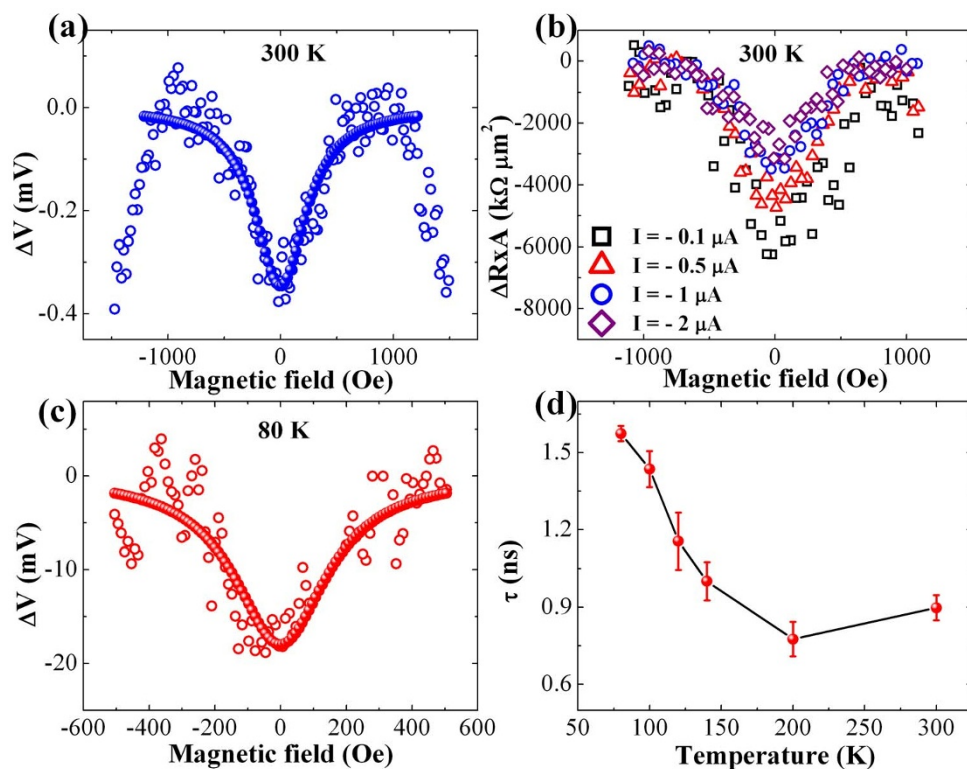 (a)
300 K
0.0
-0.2
-0.4
ΔV (mV)
-1000 0 1000
Magnetic field (Oe)
(b)
300 K
0
-2000
-4000
-6000
-8000
ΔRxA (kΩ μm²)
I = - 0.1 μA
I = - 0.5 μA
I = - 1 μA
I = - 2 μA
-1000 0 1000
Magnetic field (Oe)
(c)
80 K
0
-10
-20
ΔV (mV)
-600 -400 -200 0 200 400 600
Magnetic field (Oe)
(d)
1.5
1.2
0.9
0.6
τ (ns)
50 100 150 200 250 300
Temperature (K)